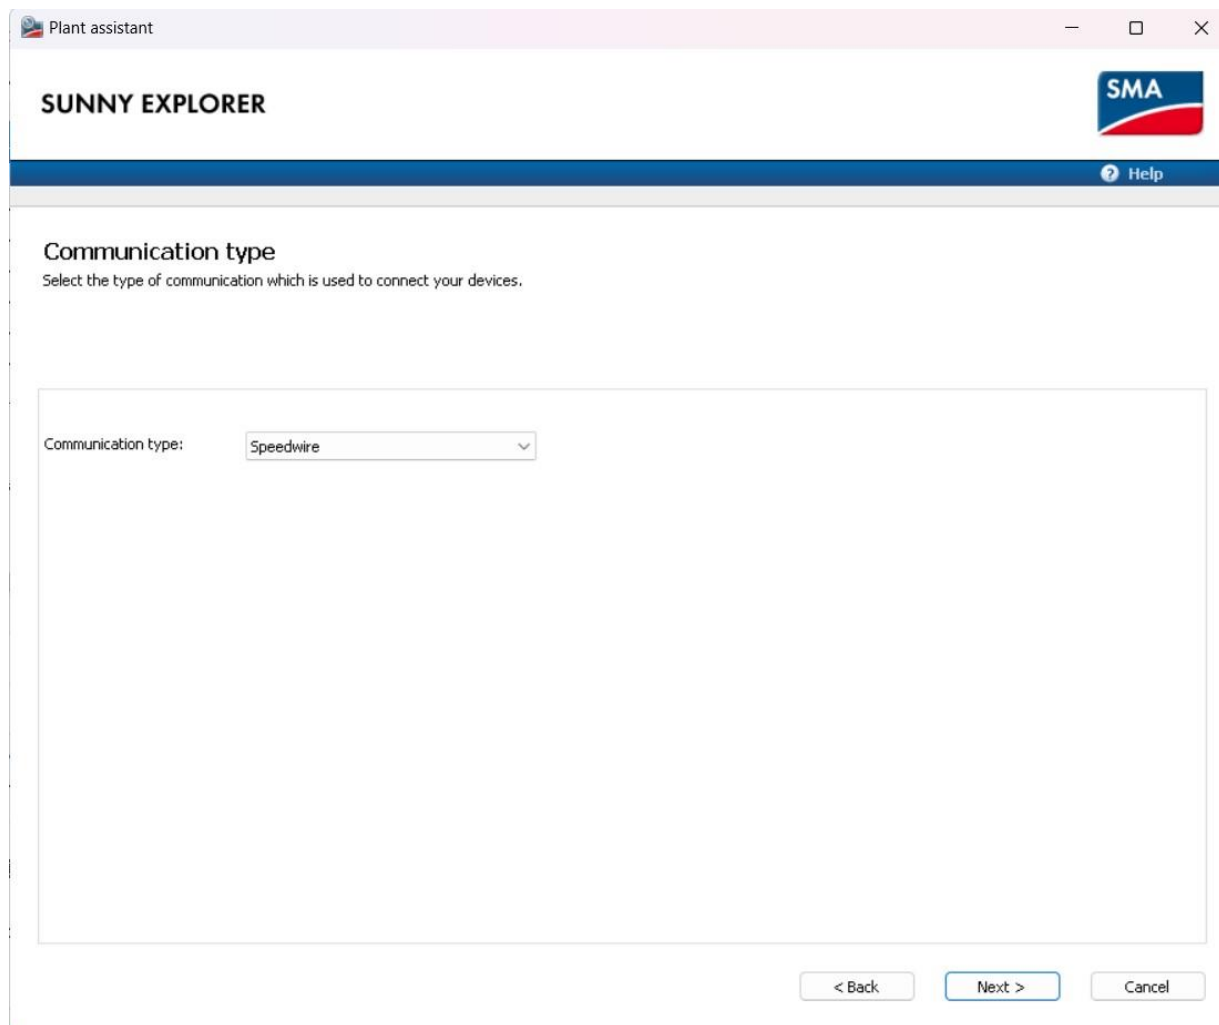 Plant assistant
SUNNY EXPLORER
SMA
Help
Communication type
Select the type of communication which is used to connect your devices.
Communication type:
Speedwire
< Back
Next >
Cancel